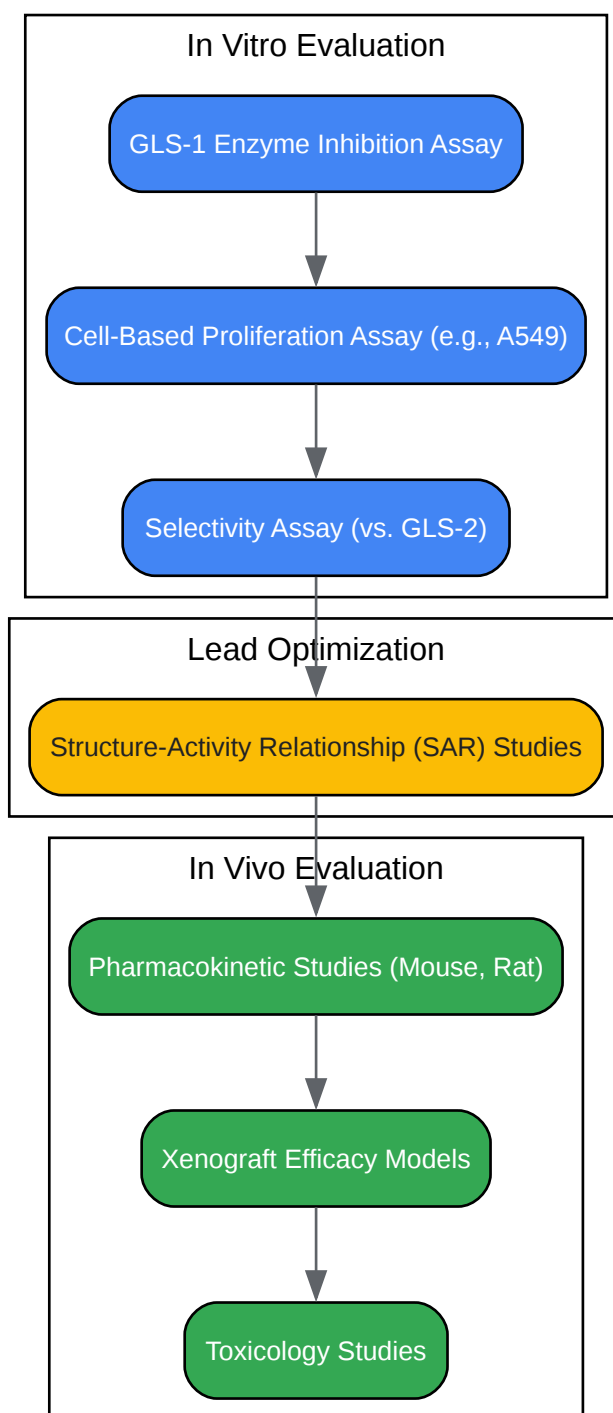 In Vitro Evaluation
GLS-1 Enzyme Inhibition Assay
Cell-Based Proliferation Assay (e.g., A549)
Selectivity Assay (vs. GLS-2)
Lead Optimization
Structure-Activity Relationship (SAR) Studies
In Vivo Evaluation
Pharmacokinetic Studies (Mouse, Rat)
Xenograft Efficacy Models
Toxicology Studies